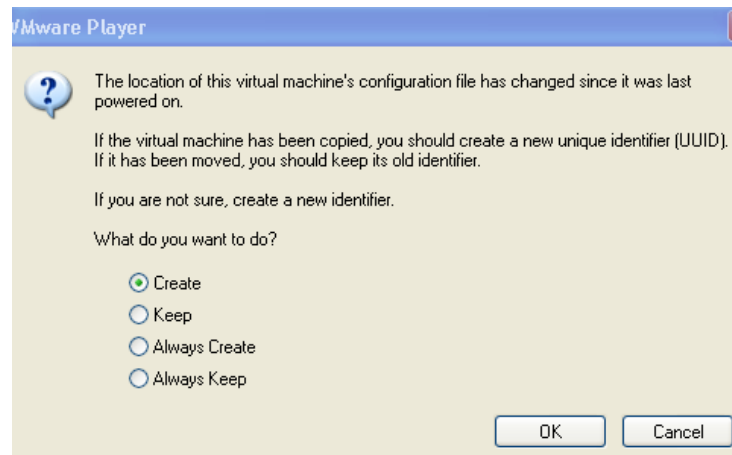 VMware Player
The location of this virtual machine's configuration file has changed since it was last
powered on.
If the virtual machine has been copied, you should create a new unique identifier (UUID).
If it has been moved, you should keep its old identifier.
If you are not sure, create a new identifier.
What do you want to do?
Create
Keep
Always Create
Always Keep
OK
Cancel